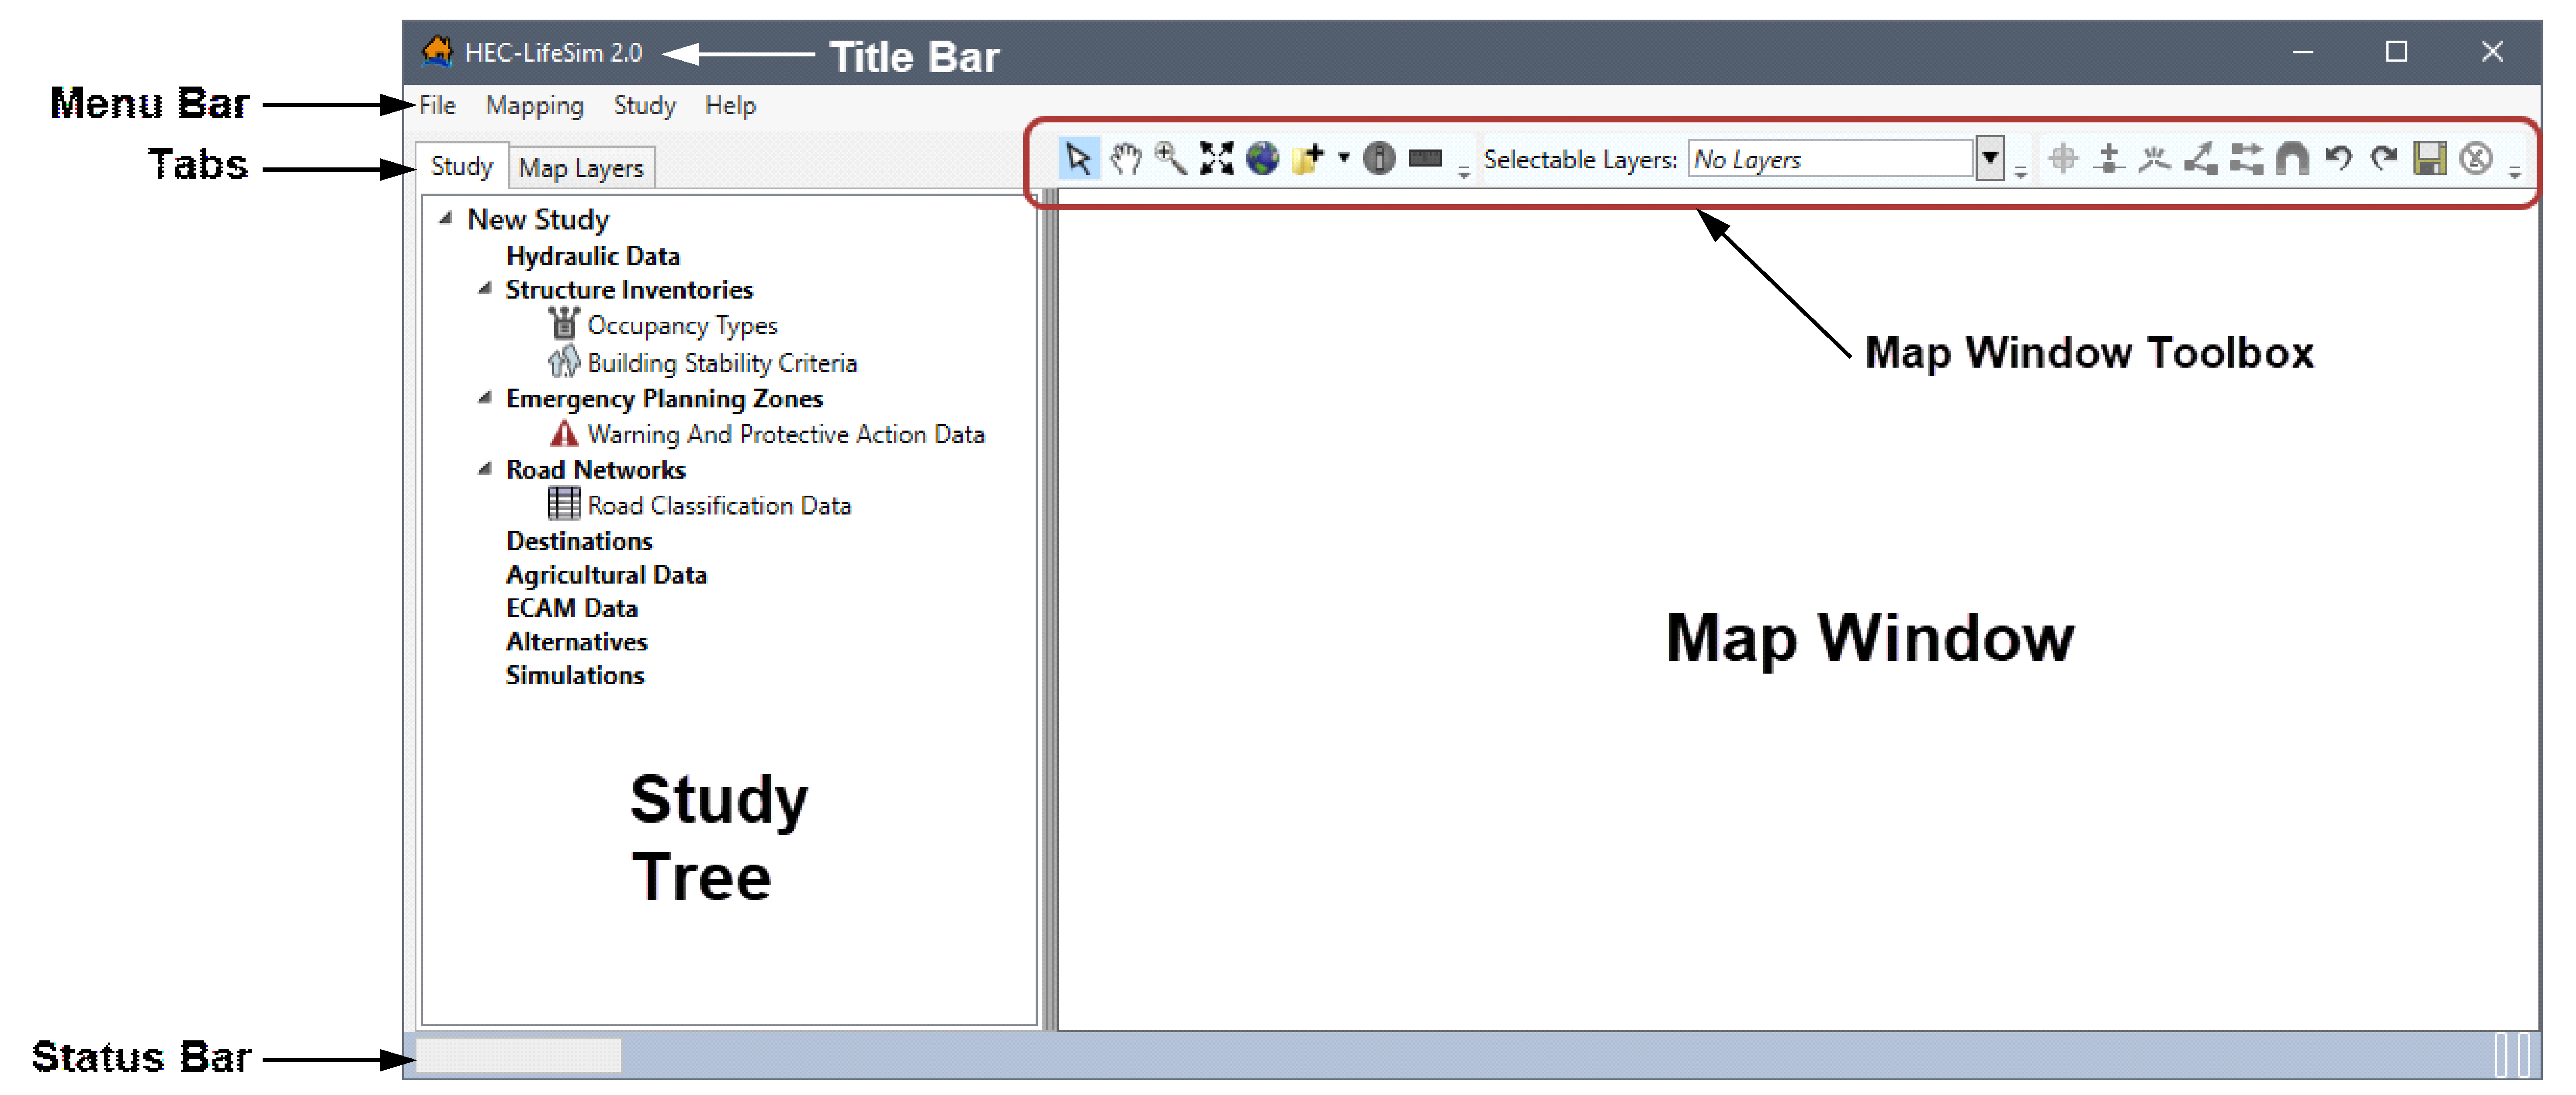 HEC-LifeSim 2.0
Title Bar
Menu Bar
File Mapping Study Help
Tabs
Study Map Layers
Selectable Layers: No Layers
New Study
Hydraulic Data
Structure Inventories
Occupancy Types
Building Stability Criteria
Emergency Planning Zones
Warning And Protective Action Data
Road Networks
Road Classification Data
Destinations
Agricultural Data
ECAM Data
Alternatives
Simulations
Map Window Toolbox
Map Window
Study
Tree
Status Bar